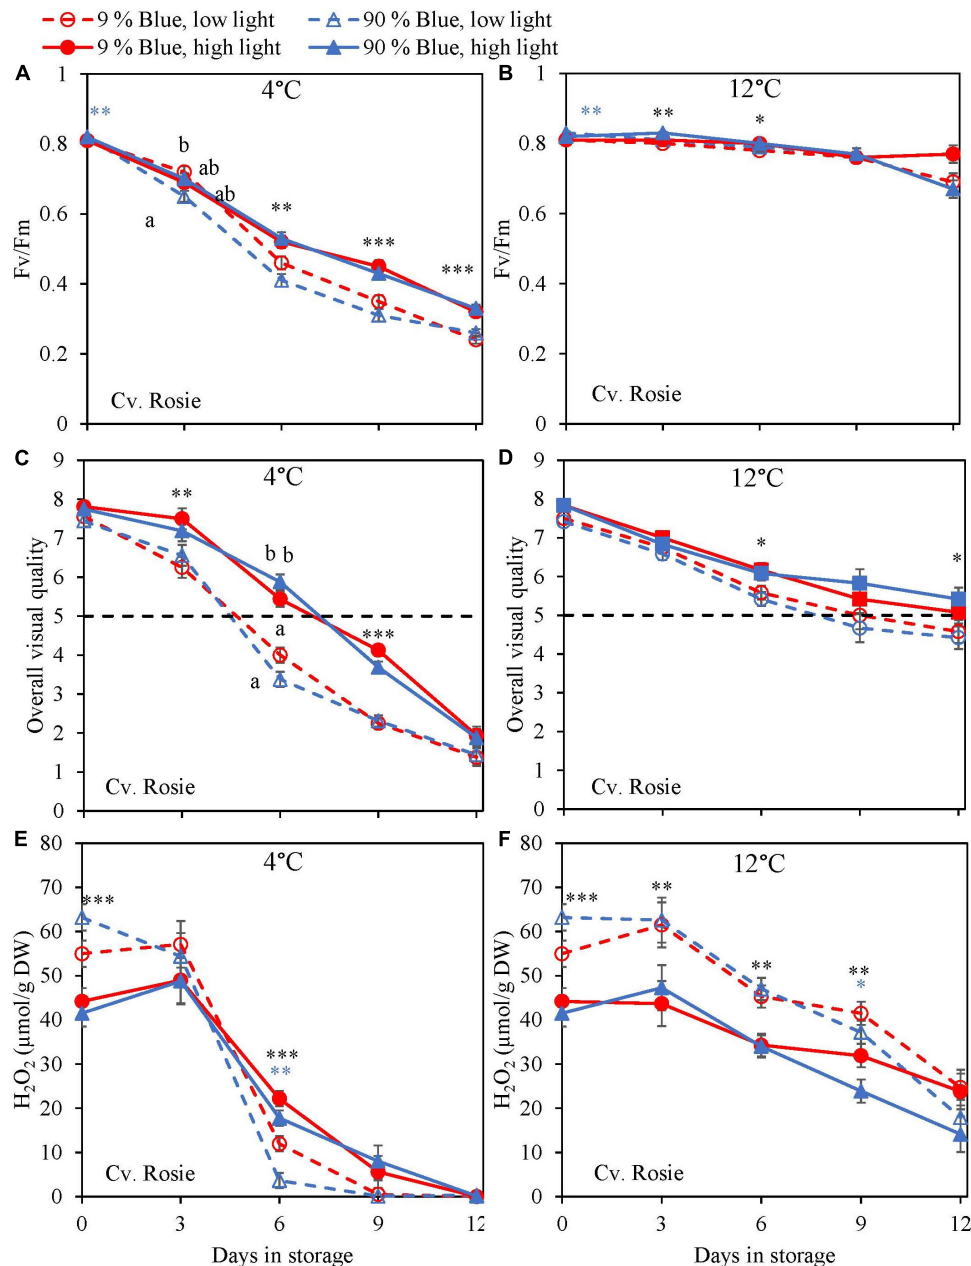 9 % Blue, low light 90 % Blue, low light
9 % Blue, high light 90 % Blue, high light
A 4°C
1
0.8
0.6
0.4
0.2
0
Fv/Fm
**
b
ab
ab
a
**
***
***
Cv. Rosie
B 12°C
1
0.8
0.6
0.4
0.2
0
Fv/Fm
**
**
*
Cv. Rosie
C 4°C
9
8
7
6
5
4
3
2
1
0
Overall visual quality
**
b b
a
a
***
Cv. Rosie
D 12°C
9
8
7
6
5
4
3
2
1
0
Overall visual quality
*
*
Cv. Rosie
E 4°C
80
70
60
50
40
30
20
10
0
H₂O₂ (μmol/g DW)
***
***
**
Cv. Rosie
0 3 6 9 12
Days in storage
F 12°C
80
70
60
50
40
30
20
10
0
H₂O₂ (μmol/g DW)
***
**
**
**
*
Cv. Rosie
0 3 6 9 12
Days in storage